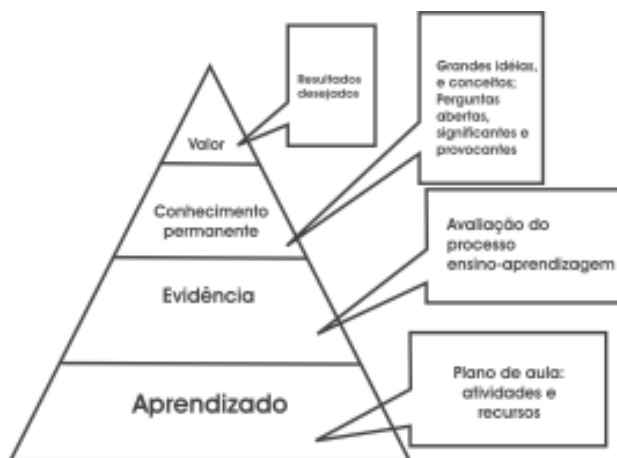 Resultados
desejados
Grandes idéias,
e conceitos;
Perguntas
abertas,
significantes e
provocantes
Valor
Conhecimento
permanente
Avaliação do
processo
ensino-aprendizagem
Evidência
Plano de aula:
atividades e
recursos
Aprendizado